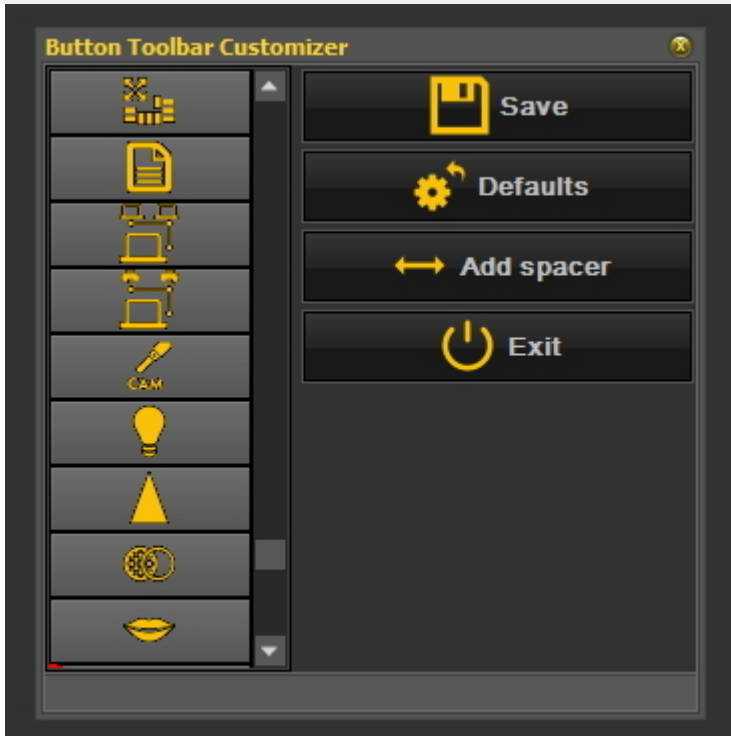 Button Toolbar Customizer
Save
Defaults
Add spacer
Exit
CAM